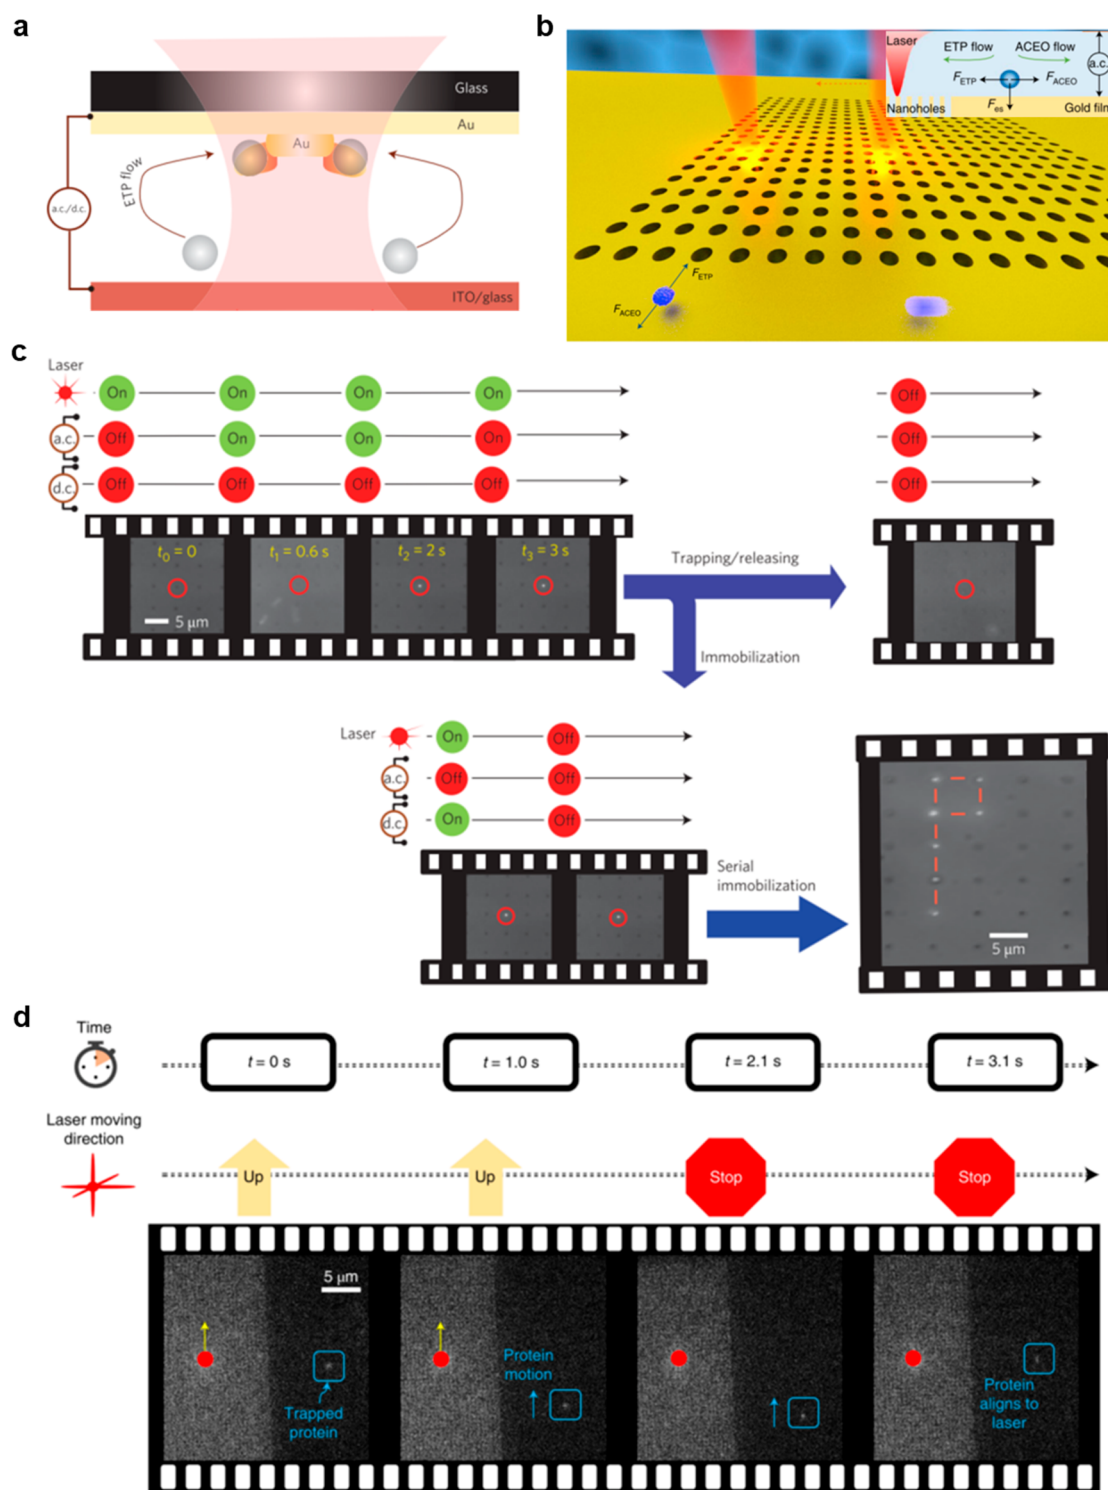 a
Glass
Au
Au
ETP flow
a.c./d.c.
ITO/glass
b
Laser
ETP flow
ACEO flow
a.c.
F_ETP
F_ACEO
F_es
Nanoholes
Gold film
F_ETP
F_ACEO
c
Laser
On
On
On
On
Off
a.c.
Off
On
On
On
Off
d.c.
Off
Off
Off
Off
Off
t₀ = 0
t₁ = 0.6 s
t₂ = 2 s
t₃ = 3 s
5 μm
Trapping/releasing
Immobilization
Laser
On
Off
a.c.
Off
Off
d.c.
On
Off
Serial
immobilization
5 μm
d
Time
t = 0 s
t = 1.0 s
t = 2.1 s
t = 3.1 s
Laser moving
direction
Up
Up
Stop
Stop
5 μm
Trapped
protein
Protein
motion
Protein
aligns to
laser